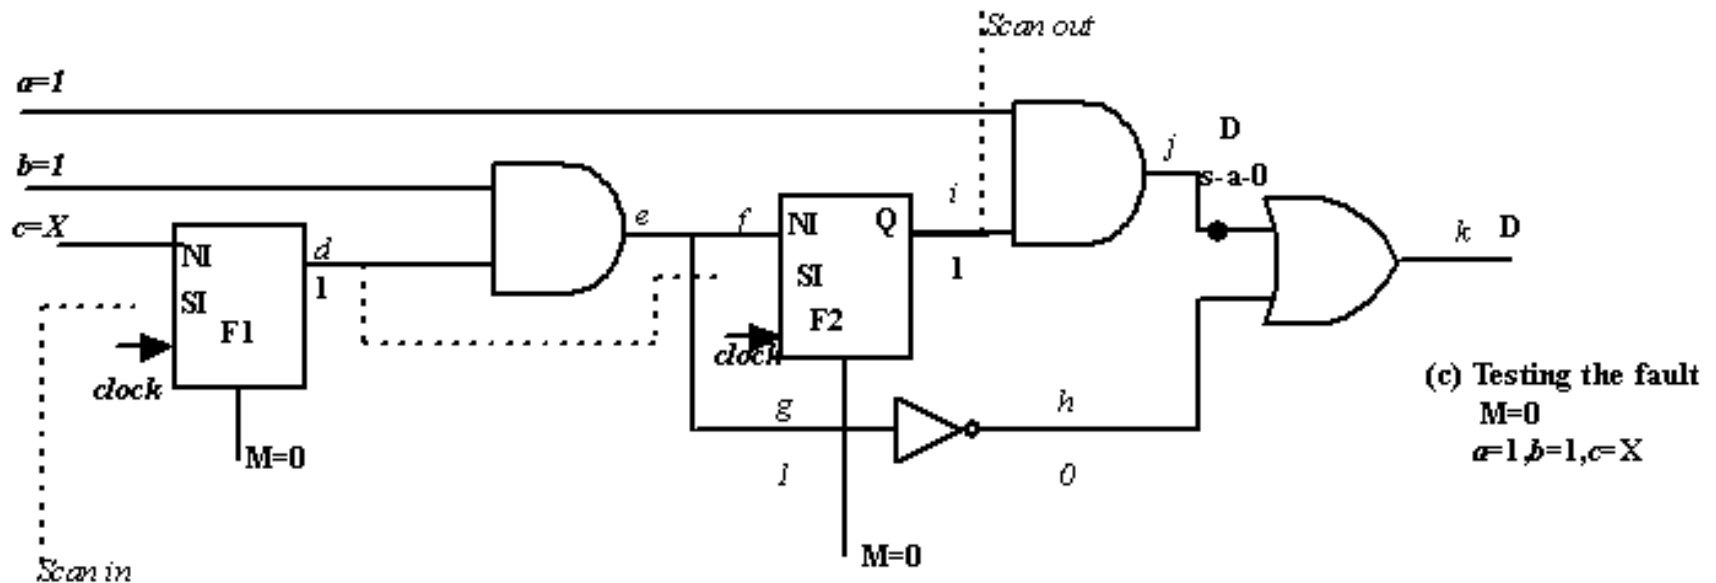 Scan out
a=1
D
j
s-a-0
b=1
i
e
f
NI
Q
c=X
d
NI
k D
1
SI
1
SI
F1
F2
clock
clock
(c) Testing the fault
M=0
a=1,b=1,c=X
g
h
1
0
M=0
M=0
Scan in